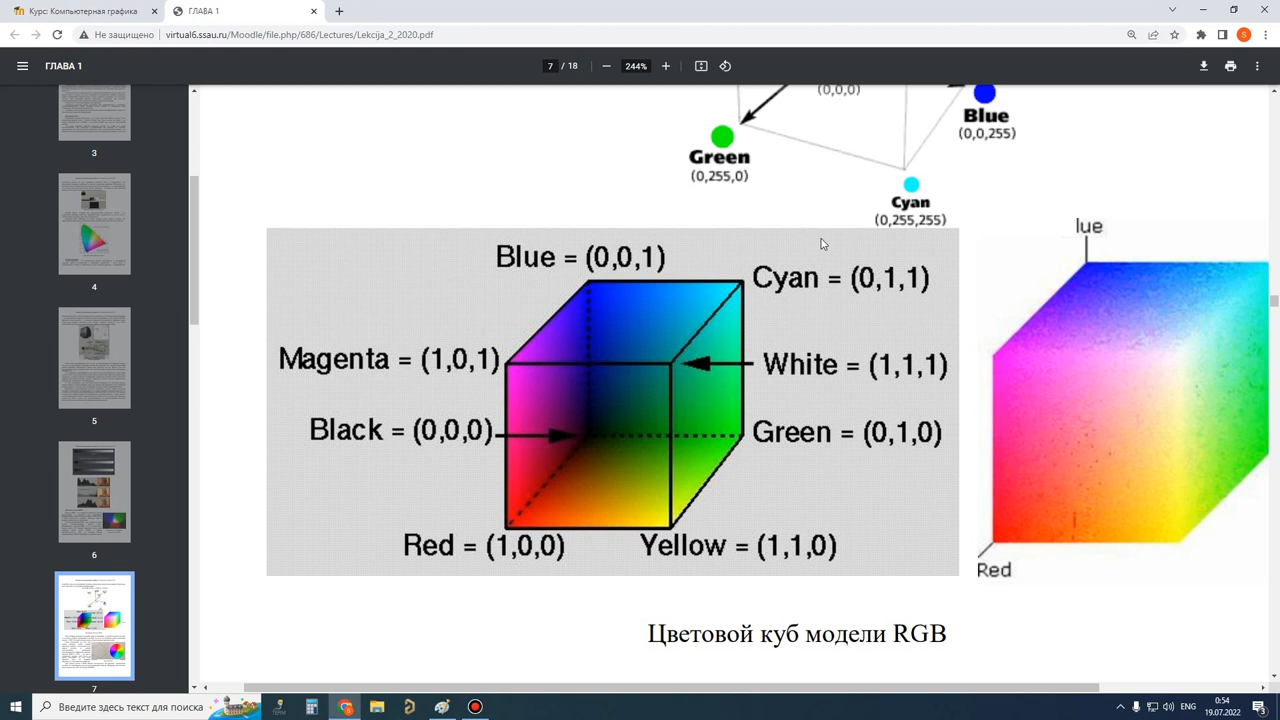 Курс: Компьютерная графика
ГЛАВА 1
Не защищено
virtual6.ssau.ru/Moodle/file.php/686/Lectures/Lekcija_2_2020.pdf
S
ГЛАВА 1
7 / 18
244%
3
4
5
6
7
(0,0,0)
Blue
(0,0,255)
Green
(0,255,0)
Cyan
(0,255,255)
Blue = (0,0,1)
Cyan = (0,1,1)
Magenta = (1,0,1)
White = (1,1,1)
Black = (0,0,0)
Green = (0,1,0)
Red = (1,0,0)
Yellow = (1,1,0)
lue
Red
Цветовой куб модели RGB
Введите здесь текст для поиска
TERM
ENG
0:54
19.07.2022
3